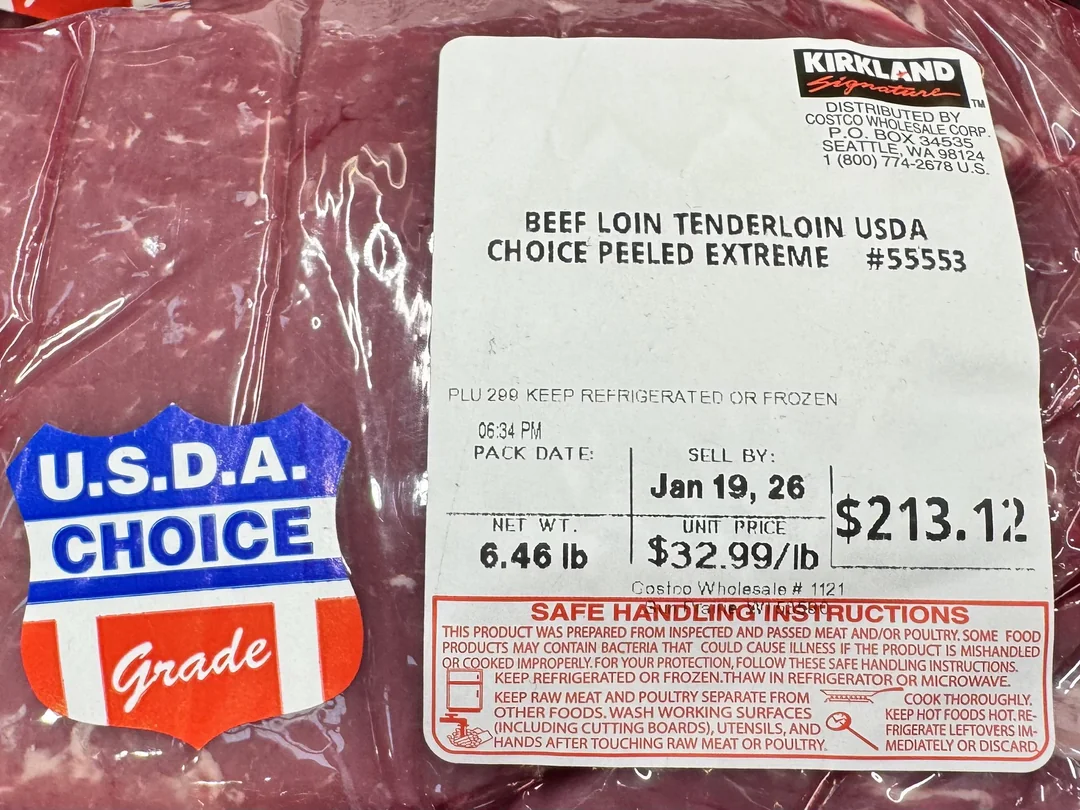 KIRKLAND
Signature
TM
DISTRIBUTED BY
COSTCO WHOLESALE CORP.
P.O. BOX 34535
SEATTLE, WA 98124
1 (800) 774-2678 U.S.
BEEF LOIN TENDERLOIN USDA
CHOICE PEELED EXTREME #55553
PLU 299 KEEP REFRIGERATED OR FROZEN
06:34 PM
PACK DATE:
SELL BY:
Jan 19, 26
NET WT.
6.46 lb
UNIT PRICE
$32.99/lb
$213.12
Costco Wholesale # 1121
Sun Prairie WI
SAFE HANDLING INSTRUCTIONS
THIS PRODUCT WAS PREPARED FROM INSPECTED AND PASSED MEAT AND/OR POULTRY. SOME FOOD
PRODUCTS MAY CONTAIN BACTERIA THAT COULD CAUSE ILLNESS IF THE PRODUCT IS MISHANDLED
OR COOKED IMPROPERLY. FOR YOUR PROTECTION, FOLLOW THESE SAFE HANDLING INSTRUCTIONS.
KEEP REFRIGERATED OR FROZEN. THAW IN REFRIGERATOR OR MICROWAVE.
KEEP RAW MEAT AND POULTRY SEPARATE FROM
OTHER FOODS. WASH WORKING SURFACES
(INCLUDING CUTTING BOARDS), UTENSILS, AND
HANDS AFTER TOUCHING RAW MEAT OR POULTRY.
COOK THOROUGHLY.
KEEP HOT FOODS HOT. RE-
FRIGERATE LEFTOVERS IM-
MEDIATELY OR DISCARD.
U.S.D.A.
CHOICE
Grade